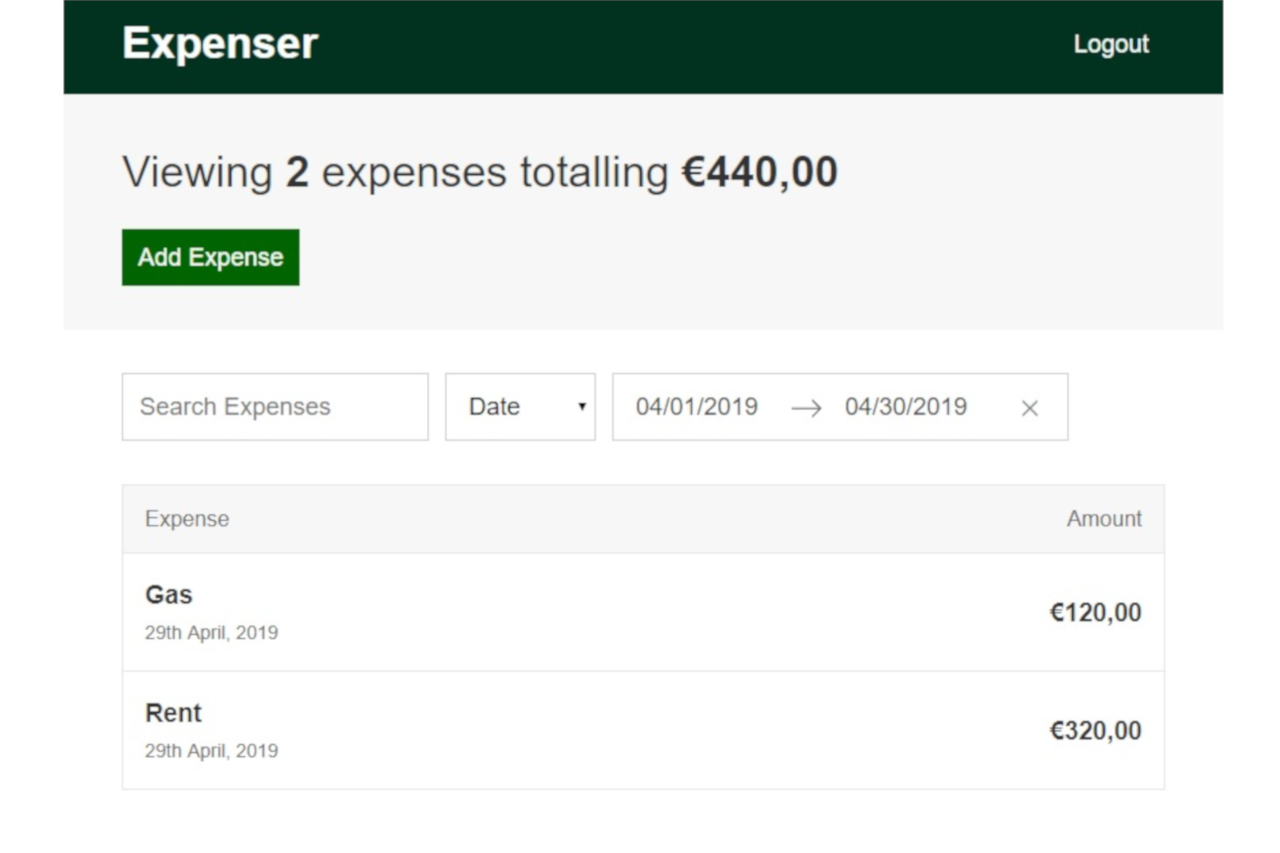 Expenser Logout
Viewing 2 expenses totalling €440,00
Add Expense
Search Expenses Date 04/01/2019 → 04/30/2019 ×
Expense Amount
Gas
29th April, 2019
€120,00
Rent
29th April, 2019
€320,00